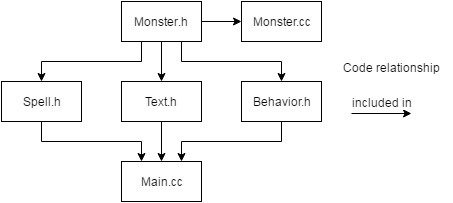 Monster.h
Monster.cc
Code relationship
Spell.h
Text.h
Behavior.h
included in
Main.cc